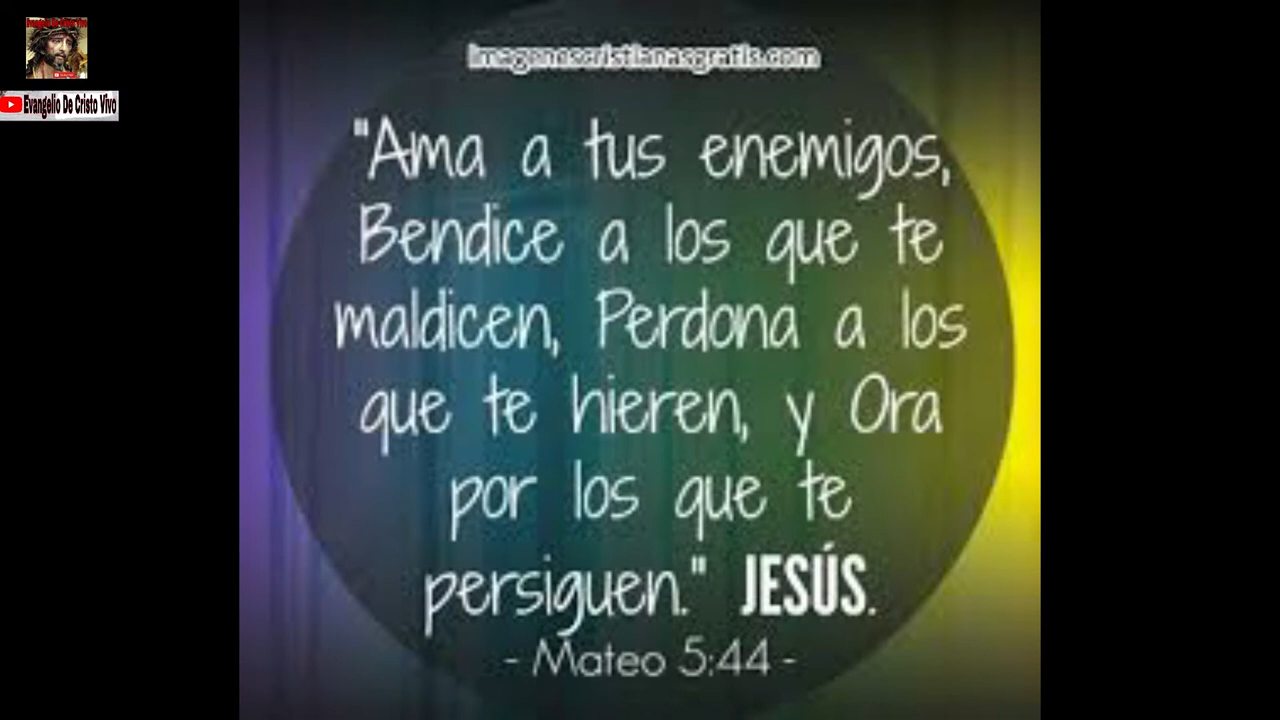 Evangelio De Cristo Vivo
imagenescristianasgratis.com
"Ama a tus enemigos,
Bendice a los que te
maldicen, Perdona a los
que te hieren, y Ora
por los que te
persiguen." JESÚS.
- Mateo 5:44 -